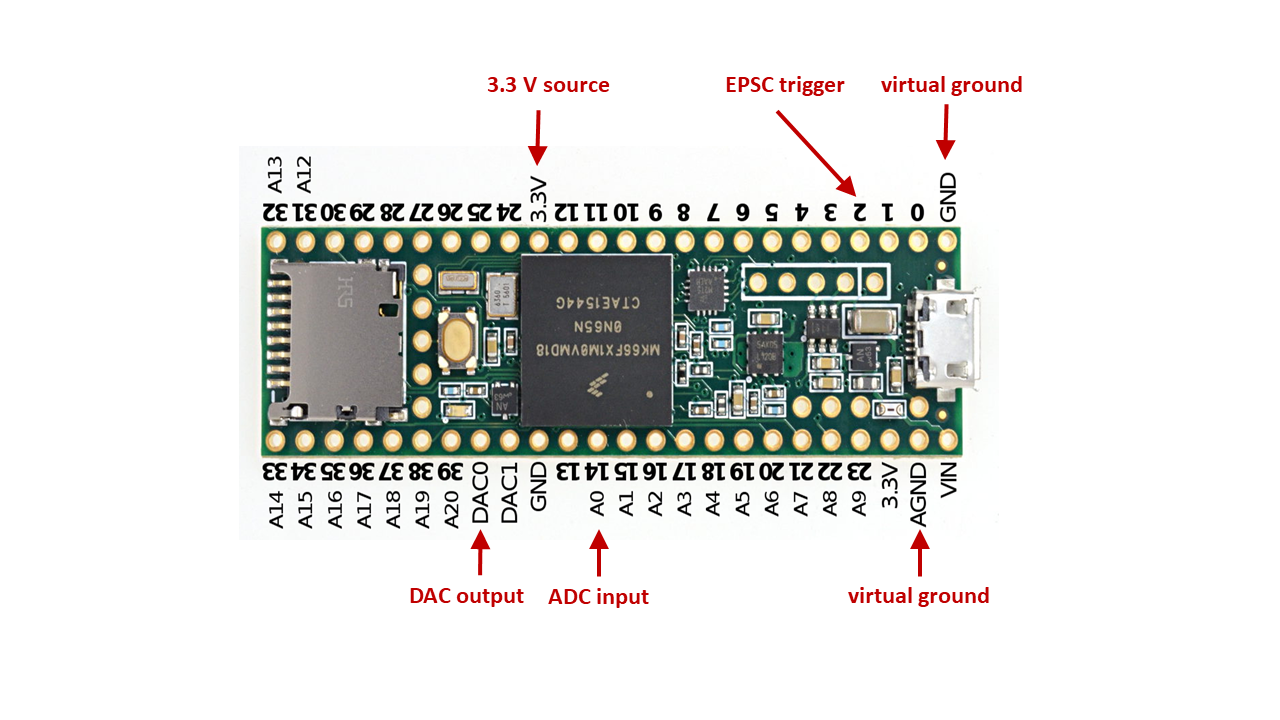 3.3 V source
EPSC trigger
virtual ground
A13 A12
32 31 30 29 28 27 26 25 24 3.3V 12 11 10 9 8 7 6 5 4 3 2 1 0 GND
HRS
CTAE1544G
0N65N
MK66FX1M0VMD18
33 34 35 36 37 38 39 DAC0 DAC1 GND 13 14 15 16 17 18 19 20 21 22 23 3.3V AGND VIN
A14 A15 A16 A17 A18 A19 A20 A0 A1 A2 A3 A4 A5 A6 A7 A8 A9
DAC output
ADC input
virtual ground